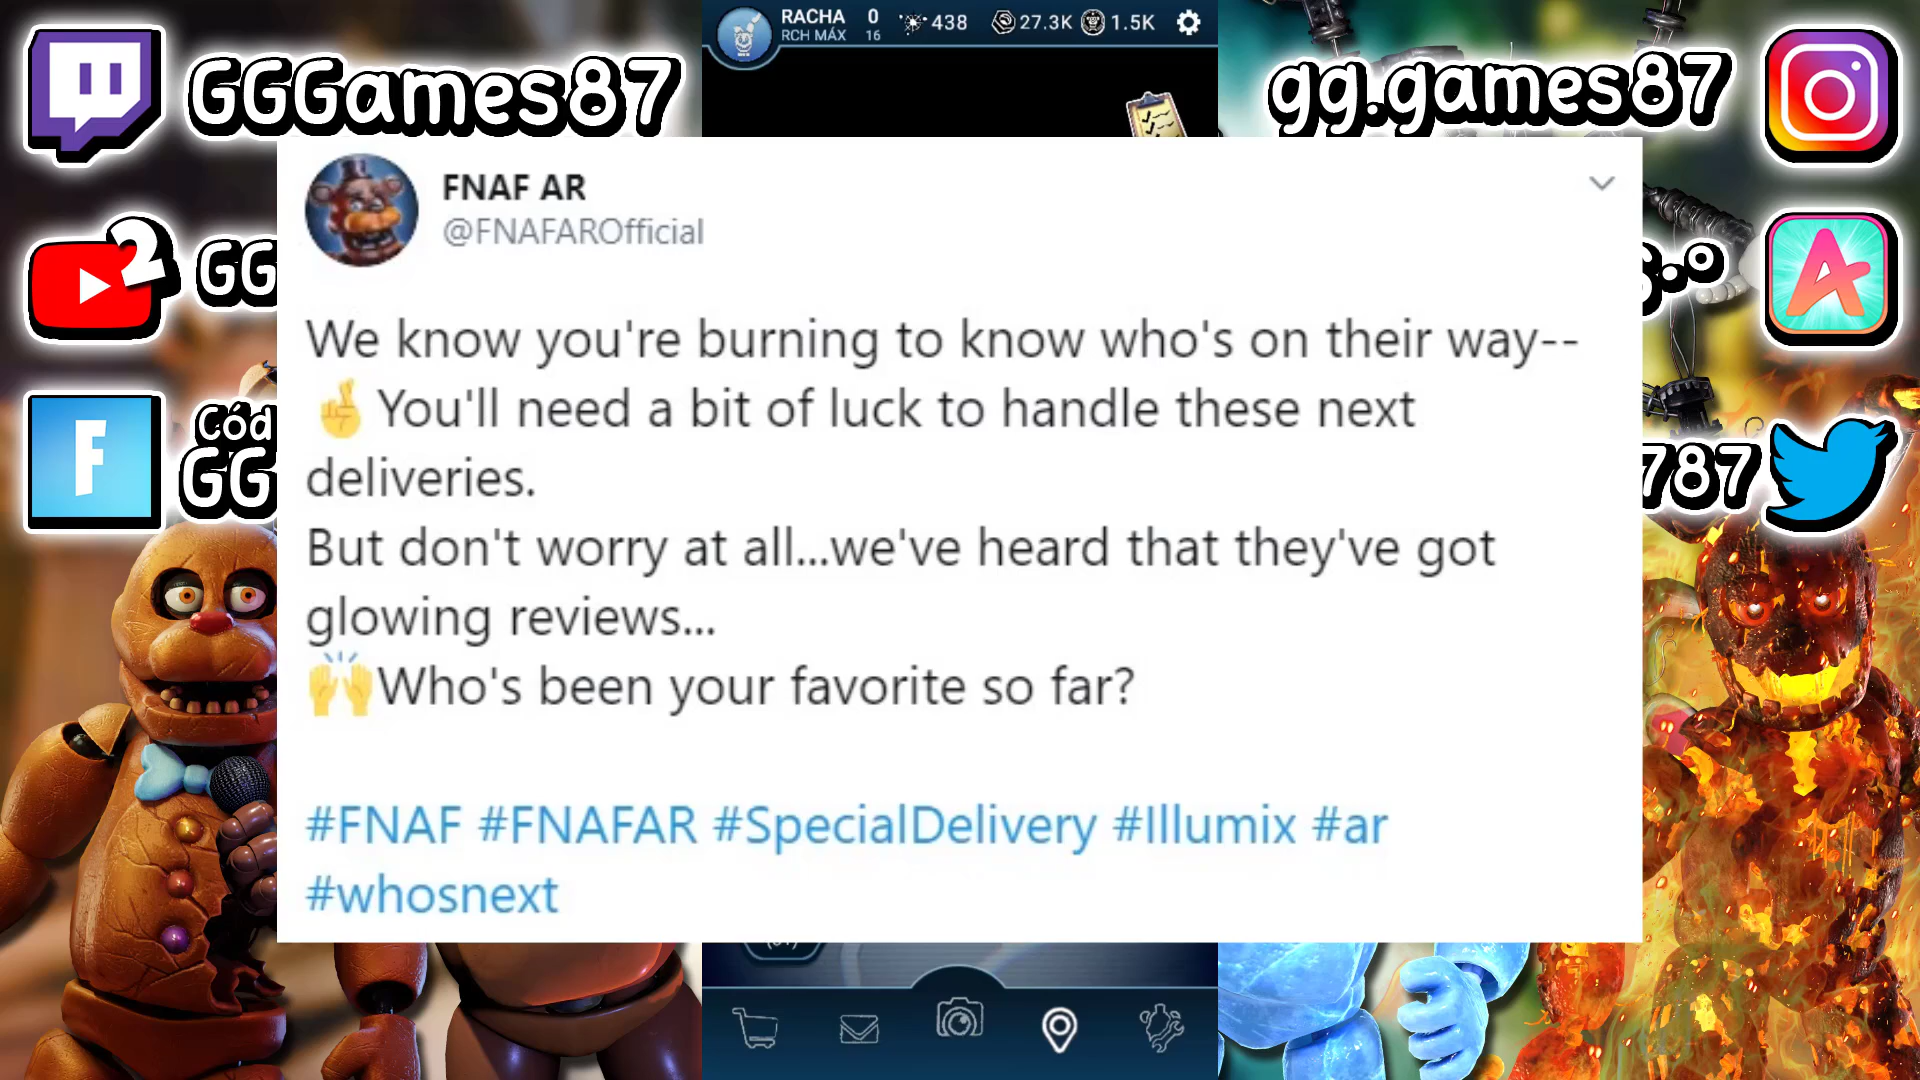 RACHA 0
RCH MÁX 16
438
27.3K
1.5K
GGGames87
gg.games87
FNAF AR
@FNAFAROfficial
2
GG
Cód
GG
F
787
We know you're burning to know who's on their way--
🤞You'll need a bit of luck to handle these next
deliveries.
But don't worry at all...we've heard that they've got
glowing reviews...
🙌Who's been your favorite so far?
#FNAF #FNAFAR #SpecialDelivery #Illumix #ar
#whosnext